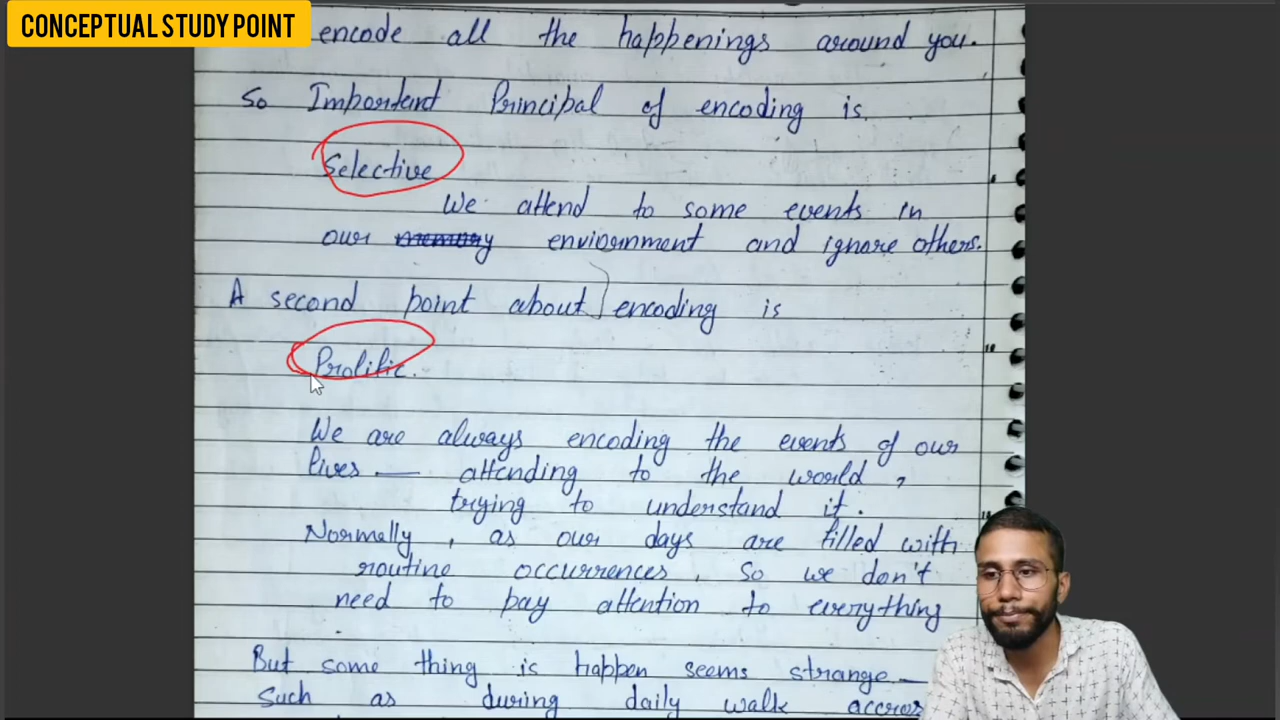 CONCEPTUAL STUDY POINT
encode all the happenings around you.
So Important Principal of encoding is.
Selective
We attend to some events in
our memory enviornment and ignore others.
A second point about encoding is
Prolific.
We are always encoding the events of our
lives — attending to the world,
trying to understand it.
Normally, as our days are filled with
routine occurrences, so we don't
need to pay attention to everything
But some thing is happen seems strange —
Such as during daily walk accros